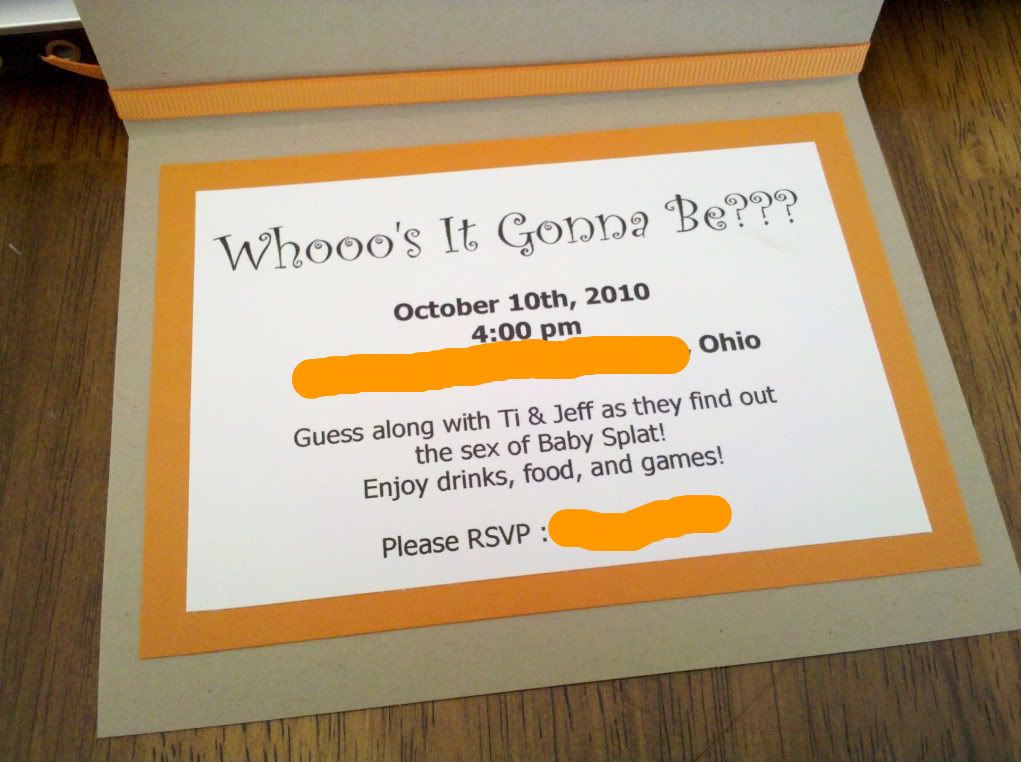 Whooo's It Gonna Be???
October 10th, 2010
4:00 pm
, Ohio
Guess along with Ti & Jeff as they find out
the sex of Baby Splat!
Enjoy drinks, food, and games!
Please RSVP :